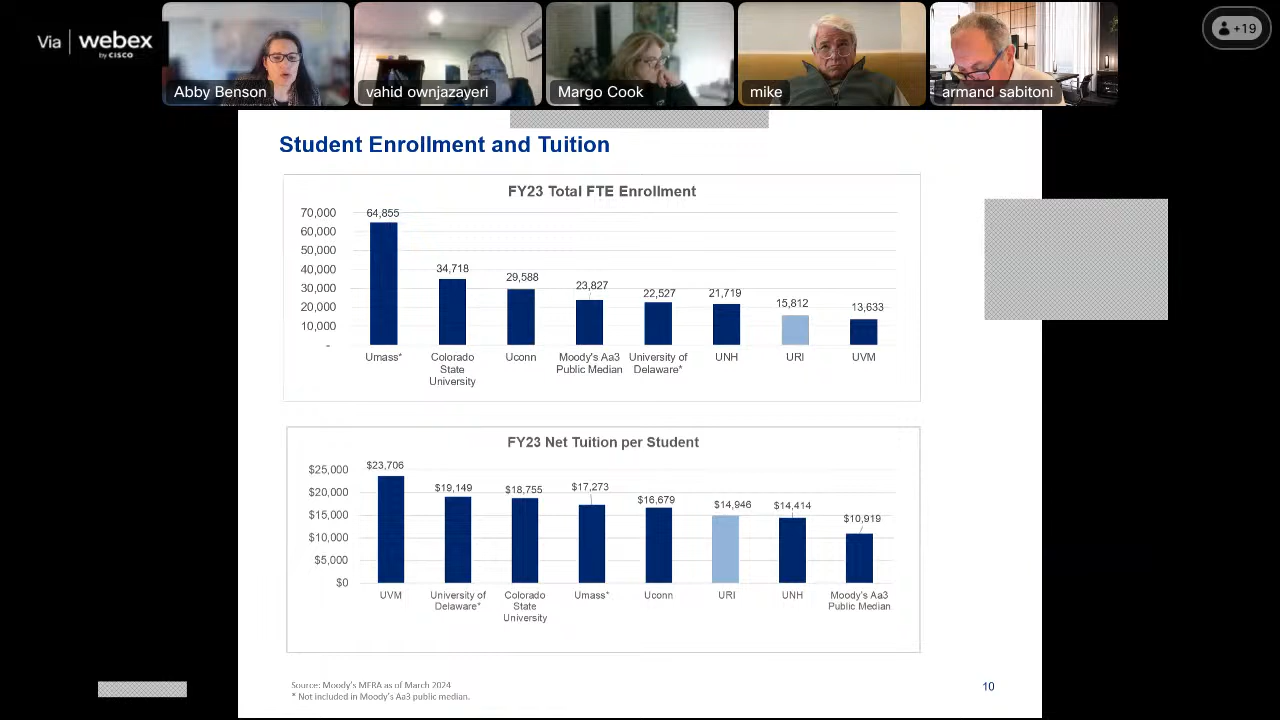 Via | webex
by CISCO
Abby Benson
vahid ownjazayeri
Margo Cook
mike
armand sabitoni
+19
Student Enrollment and Tuition
FY23 Total FTE Enrollment
70,000
60,000
50,000
40,000
30,000
20,000
10,000
-
64,855
34,718
29,588
23,827
22,527
21,719
15,812
13,633
Umass*
Colorado State University
Uconn
Moody's Aa3 Public Median
University of Delaware*
UNH
URI
UVM
FY23 Net Tuition per Student
$25,000
$20,000
$15,000
$10,000
$5,000
$0
$23,706
$19,149
$18,755
$17,273
$16,679
$14,946
$14,414
$10,919
UVM
University of Delaware*
Colorado State University
Umass*
Uconn
URI
UNH
Moody's Aa3 Public Median
Source: Moody's MFRA as of March 2024
* Not included in Moody's Aa3 public median.
10